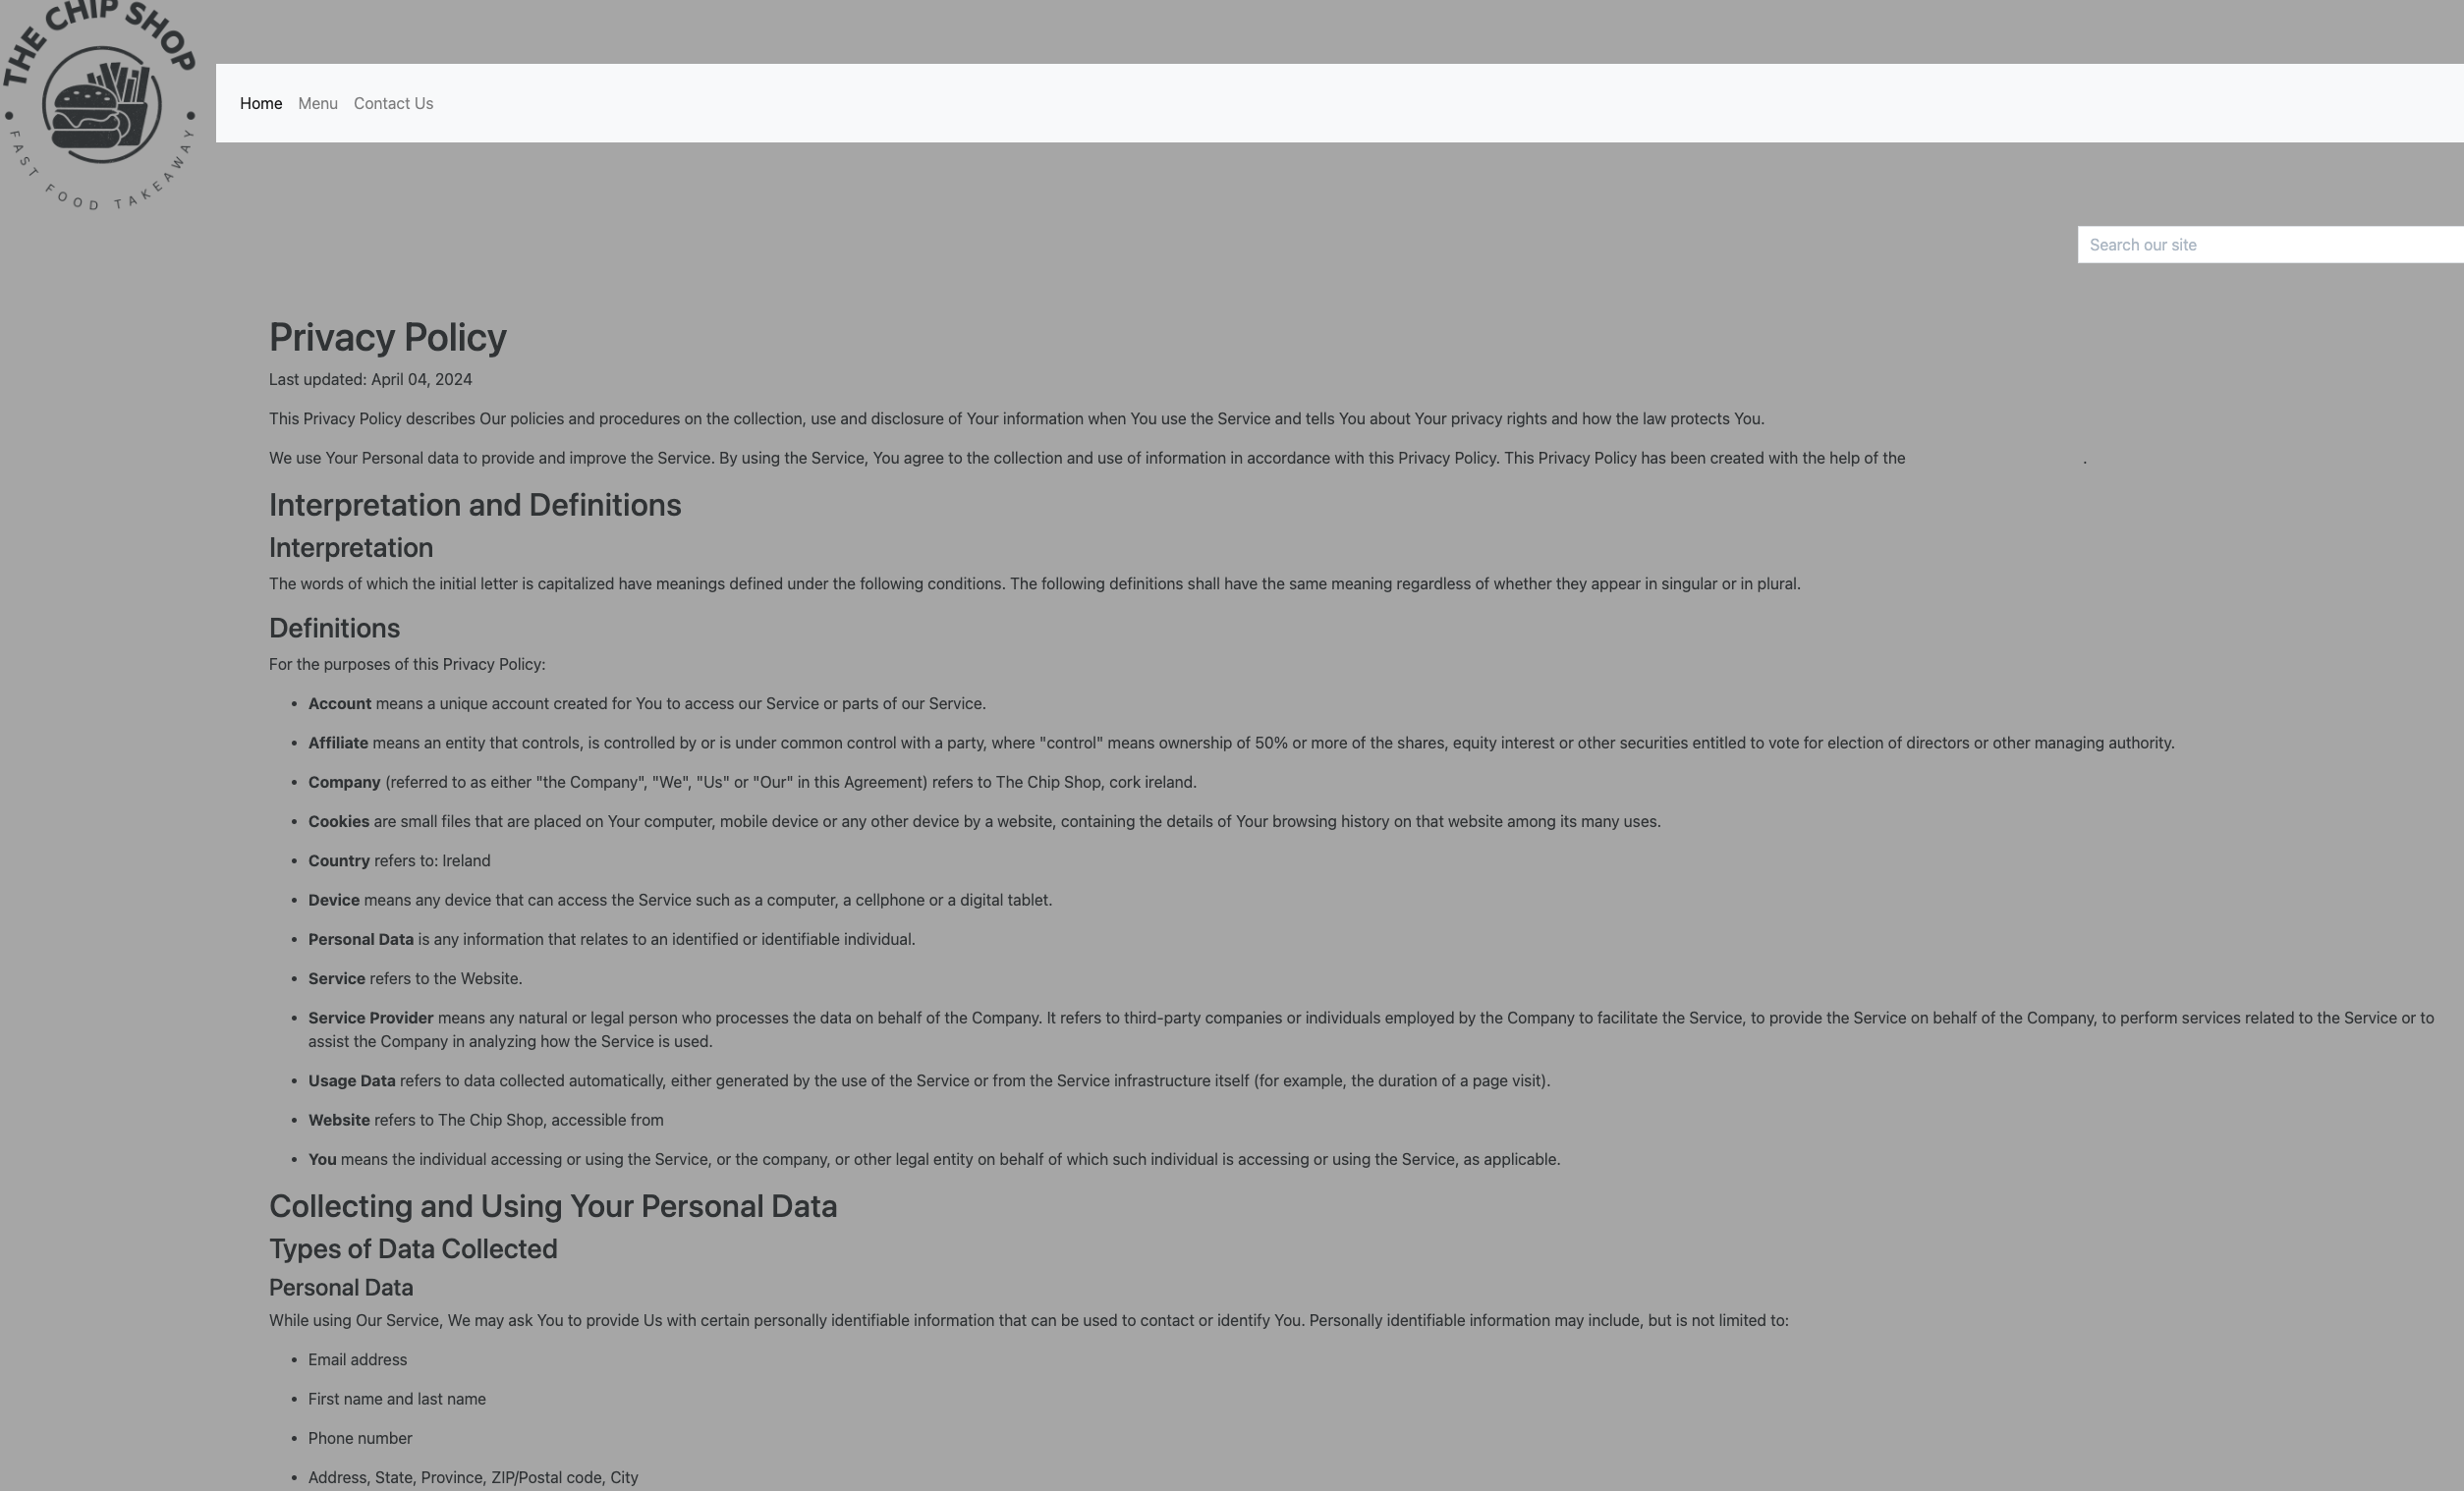 THE CHIP SHOP
FAST FOOD TAKEAWAY
Home Menu Contact Us
Search our site
Privacy Policy
Last updated: April 04, 2024
This Privacy Policy describes Our policies and procedures on the collection, use and disclosure of Your information when You use the Service and tells You about Your privacy rights and how the law protects You.
We use Your Personal data to provide and improve the Service. By using the Service, You agree to the collection and use of information in accordance with this Privacy Policy. This Privacy Policy has been created with the help of the .
Interpretation and Definitions
Interpretation
The words of which the initial letter is capitalized have meanings defined under the following conditions. The following definitions shall have the same meaning regardless of whether they appear in singular or in plural.
Definitions
For the purposes of this Privacy Policy:
• Account means a unique account created for You to access our Service or parts of our Service.
• Affiliate means an entity that controls, is controlled by or is under common control with a party, where "control" means ownership of 50% or more of the shares, equity interest or other securities entitled to vote for election of directors or other managing authority.
• Company (referred to as either "the Company", "We", "Us" or "Our" in this Agreement) refers to The Chip Shop, cork ireland.
• Cookies are small files that are placed on Your computer, mobile device or any other device by a website, containing the details of Your browsing history on that website among its many uses.
• Country refers to: Ireland
• Device means any device that can access the Service such as a computer, a cellphone or a digital tablet.
• Personal Data is any information that relates to an identified or identifiable individual.
• Service refers to the Website.
• Service Provider means any natural or legal person who processes the data on behalf of the Company. It refers to third-party companies or individuals employed by the Company to facilitate the Service, to provide the Service on behalf of the Company, to perform services related to the Service or to
assist the Company in analyzing how the Service is used.
• Usage Data refers to data collected automatically, either generated by the use of the Service or from the Service infrastructure itself (for example, the duration of a page visit).
• Website refers to The Chip Shop, accessible from
• You means the individual accessing or using the Service, or the company, or other legal entity on behalf of which such individual is accessing or using the Service, as applicable.
Collecting and Using Your Personal Data
Types of Data Collected
Personal Data
While using Our Service, We may ask You to provide Us with certain personally identifiable information that can be used to contact or identify You. Personally identifiable information may include, but is not limited to:
• Email address
• First name and last name
• Phone number
• Address, State, Province, ZIP/Postal code, City